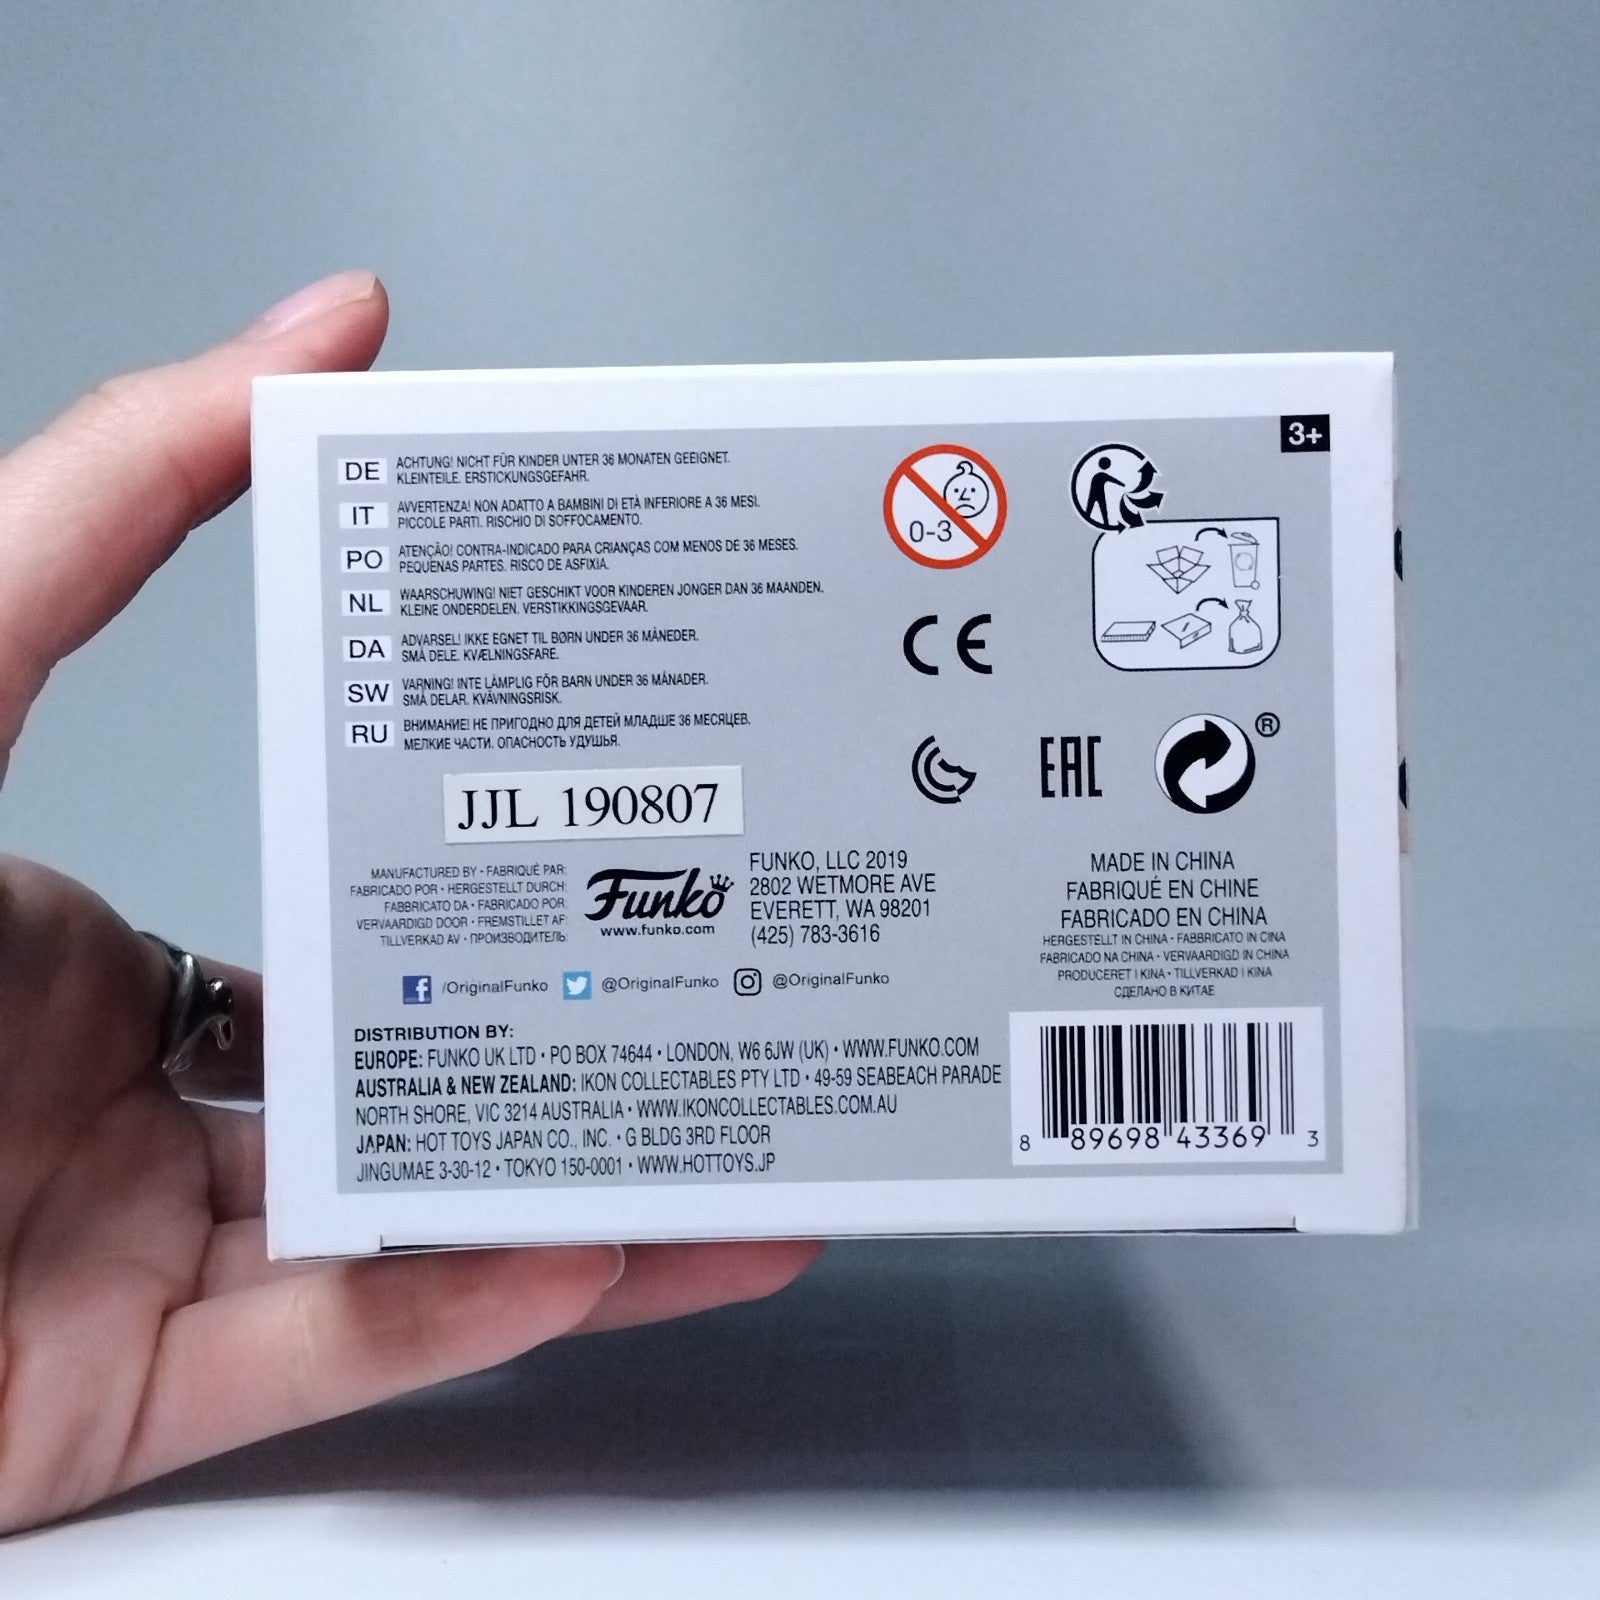 3+
DE
ACHTUNG! NICHT FÜR KINDER UNTER 36 MONATEN GEEIGNET.
KLEINTEILE. ERSTICKUNGSGEFAHR.
IT
AVVERTENZA! NON ADATTO A BAMBINI DI ETÀ INFERIORE A 36 MESI.
PICCOLE PARTI. RISCHIO DI SOFFOCAMENTO.
PO
ATENÇÃO! CONTRA-INDICADO PARA CRIANÇAS COM MENOS DE 36 MESES.
PEQUENAS PARTES. RISCO DE ASFIXIA.
NL
WAARSCHUWING! NIET GESCHIKT VOOR KINDEREN JONGER DAN 36 MAANDEN.
KLEINE ONDERDELEN. VERSTIKKINGSGEVAAR.
DA
ADVARSEL! IKKE EGNET TIL BØRN UNDER 36 MÅNEDER.
SMÅ DELE. KVÆLNINGSFARE.
SW
VARNING! INTE LÄMPLIG FÖR BARN UNDER 36 MÅNADER.
SMÅ DELAR. KVÄVNINGSRISK.
RU
ВНИМАНИЕ! НЕ ПРИГОДНО ДЛЯ ДЕТЕЙ МЛАДШЕ 36 МЕСЯЦЕВ.
МЕЛКИЕ ЧАСТИ. ОПАСНОСТЬ УДУШЬЯ.
0-3
CE
EAC
®
JJL 190807
MANUFACTURED BY • FABRIQUÉ PAR:
FABRICADO POR • HERGESTELLT DURCH:
FABBRICATO DA • FABRICADO POR:
VERVAARDIGD DOOR • FREMSTILLET AF:
TILLVERKAD AV • ПРОИЗВОДИТЕЛЬ:
Funko
www.funko.com
FUNKO, LLC 2019
2802 WETMORE AVE
EVERETT, WA 98201
(425) 783-3616
MADE IN CHINA
FABRIQUÉ EN CHINE
FABRICADO EN CHINA
HERGESTELLT IN CHINA • FABBRICATO IN CINA
FABRICADO NA CHINA • VERVAARDIGD IN CHINA
PRODUCERET I KINA • TILLVERKAD I KINA
СДЕЛАНО В КИТАЕ
/OriginalFunko @OriginalFunko @OriginalFunko
DISTRIBUTION BY:
EUROPE: FUNKO UK LTD • PO BOX 74644 • LONDON, W6 6JW (UK) • WWW.FUNKO.COM
AUSTRALIA & NEW ZEALAND: IKON COLLECTABLES PTY LTD • 49-59 SEABEACH PARADE
NORTH SHORE, VIC 3214 AUSTRALIA • WWW.IKONCOLLECTABLES.COM.AU
JAPAN: HOT TOYS JAPAN CO., INC. • G BLDG 3RD FLOOR
JINGUMAE 3-30-12 • TOKYO 150-0001 • WWW.HOTTOYS.JP
8 89698 43369 3